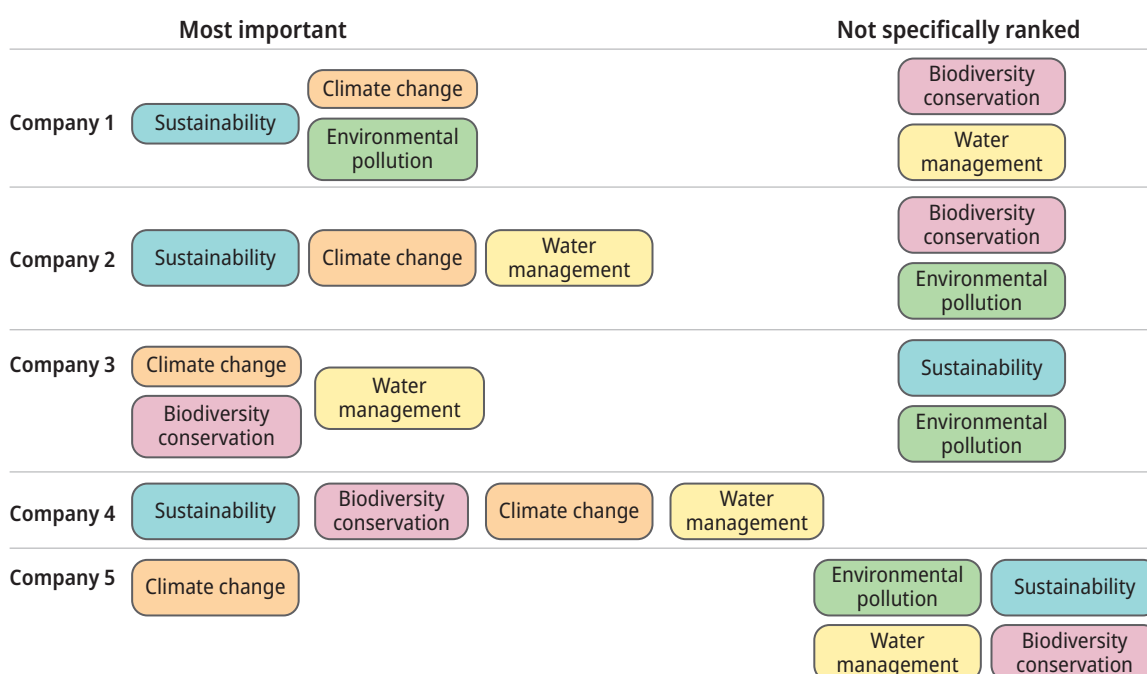 Most important
Not specifically ranked
Company 1
Sustainability
Climate change
Environmental
pollution
Biodiversity
conservation
Water
management
Company 2
Sustainability
Climate change
Water
management
Biodiversity
conservation
Environmental
pollution
Company 3
Climate change
Biodiversity
conservation
Water
management
Sustainability
Environmental
pollution
Company 4
Sustainability
Biodiversity
conservation
Climate change
Water
management
Company 5
Climate change
Environmental
pollution
Sustainability
Water
management
Biodiversity
conservation